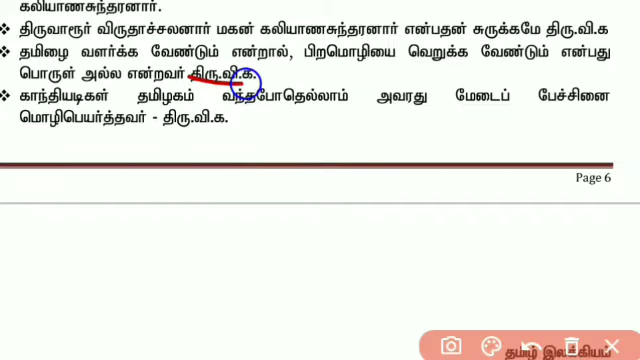 கலியாணசுந்தரனார்.
❖ திருவாரூர் விருதாச்சலனார் மகன் கலியாணசுந்தரனார் என்பதன் சுருக்கமே திரு.வி.க
❖ தமிழை வளர்க்க வேண்டும் என்றால், பிறமொழியை வெறுக்க வேண்டும் என்பது
பொருள் அல்ல என்றவர் திரு.வி.க.
❖ காந்தியடிகள் தமிழகம் வந்தபோதெல்லாம் அவரது மேடைப் பேச்சினை
மொழிபெயர்த்தவர் - திரு.வி.க.
Page 6
தமிழ் இலக்கியம்